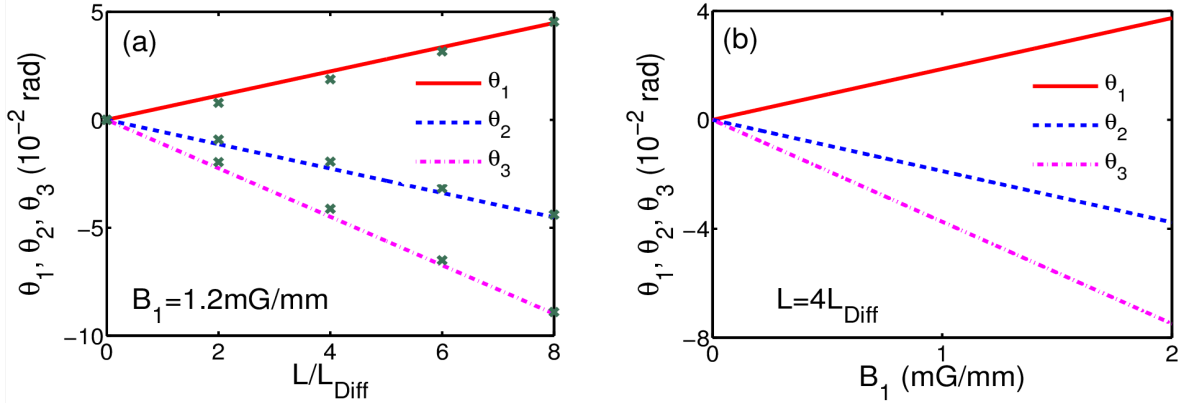 (a)
θ1, θ2, θ3 (10−2 rad)
5
0
−5
−10
θ1
θ2
θ3
B1=1.2mG/mm
0 2 4 6 8
L/LDiff
(b)
θ1, θ2, θ3 (10−2 rad)
4
0
−4
−8
θ1
θ2
θ3
L=4LDiff
0 1 2
B1 (mG/mm)